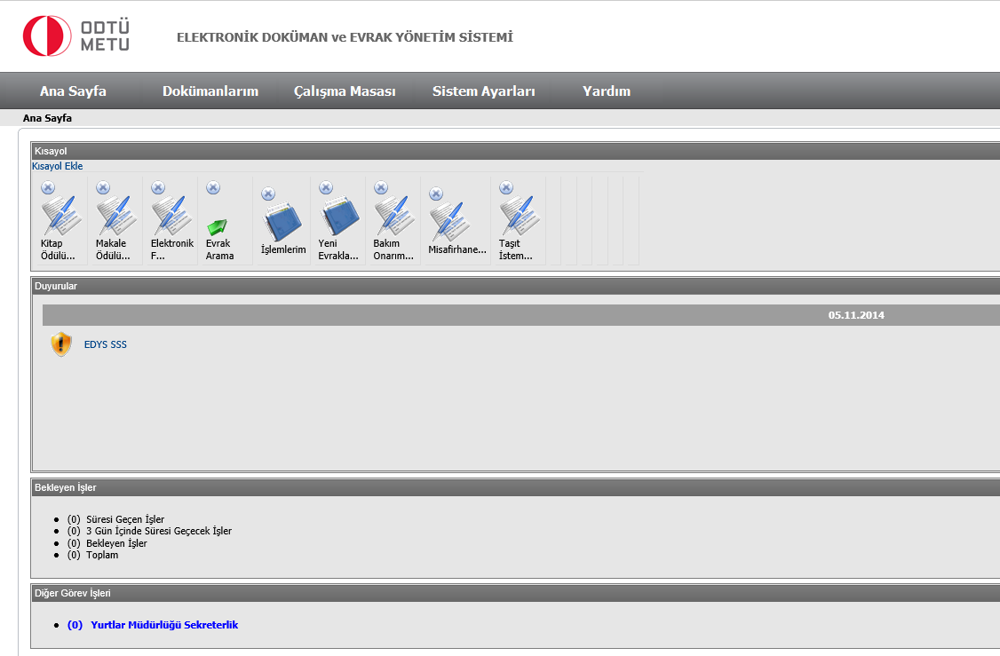 ODTÜ
METU
ELEKTRONİK DOKÜMAN ve EVRAK YÖNETİM SİSTEMİ
Ana Sayfa Dokümanlarım Çalışma Masası Sistem Ayarları Yardım
Ana Sayfa
Kısayol
Kısayol Ekle
Kitap Ödülü...
Makale Ödülü...
Elektronik F...
Evrak Arama
İşlemlerim
Yeni Evrakla...
Bakım Onarım...
Misafirhane...
Taşıt İstem...
Duyurular
05.11.2014
EDYS SSS
Bekleyen İşler
(0) Süresi Geçen İşler
(0) 3 Gün İçinde Süresi Geçecek İşler
(0) Bekleyen İşler
(0) Toplam
Diğer Görev İşleri
(0) Yurtlar Müdürlüğü Sekreterlik